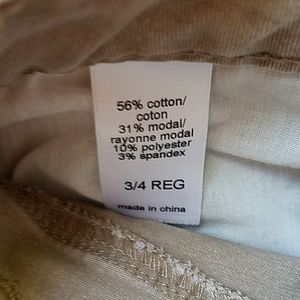 56% cotton/
coton
31% modal/
rayonne modal
10% polyester
3% spandex
3/4 REG
made in china